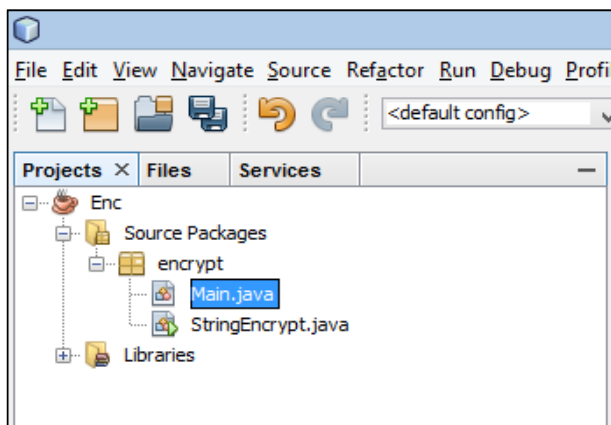 File Edit View Navigate Source Refactor Run Debug Profi
<default config>
Projects Files Services
Enc
Source Packages
encrypt
Main.java
StringEncrypt.java
Libraries